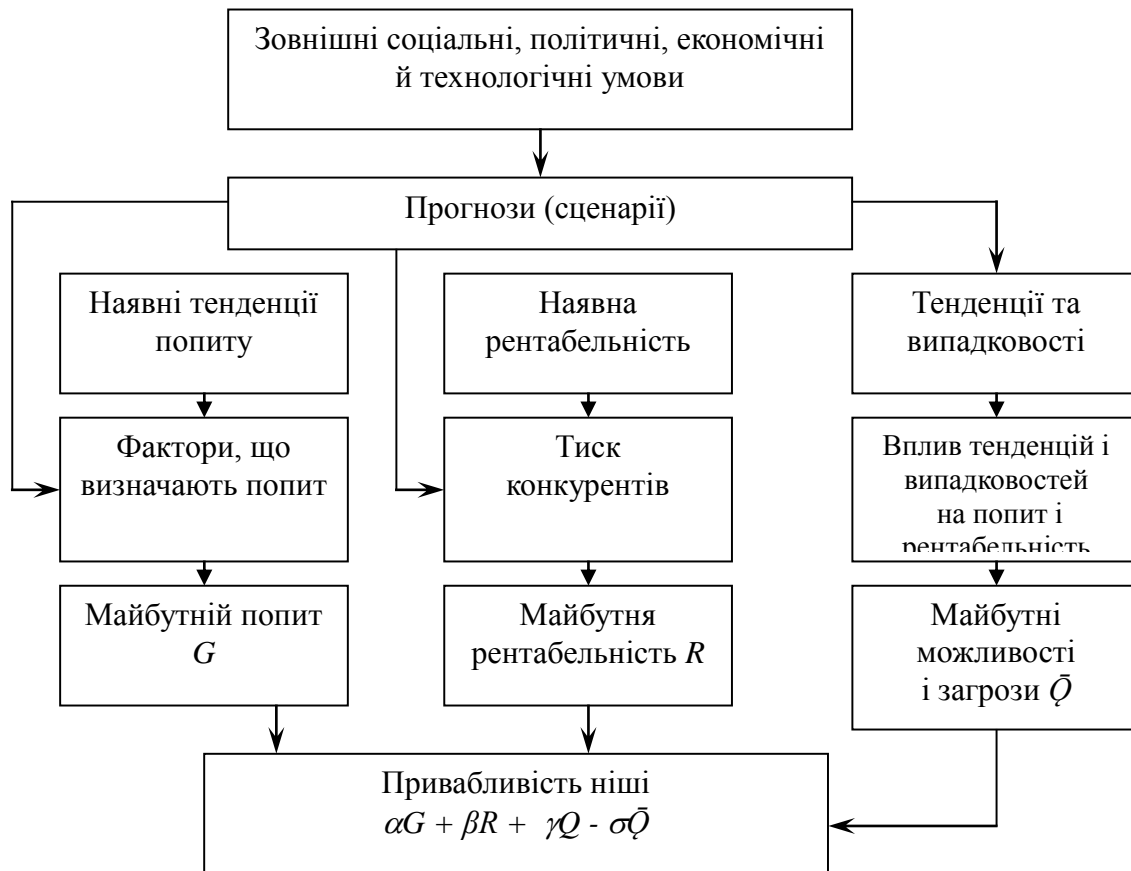 Зовнішні соціальні, політичні, економічні
й технологічні умови
Прогнози (сценарії)
Наявні тенденції
попиту
Наявна
рентабельність
Тенденції та
випадковості
Фактори, що
визначають попит
Тиск
конкурентів
Вплив тенденцій і
випадковостей
на попит і
рентабельність
Майбутній попит
G
Майбутня
рентабельність R
Майбутні
можливості
і загрози Q̄
Привабливість ніші
αG + βR + γQ - σQ̄